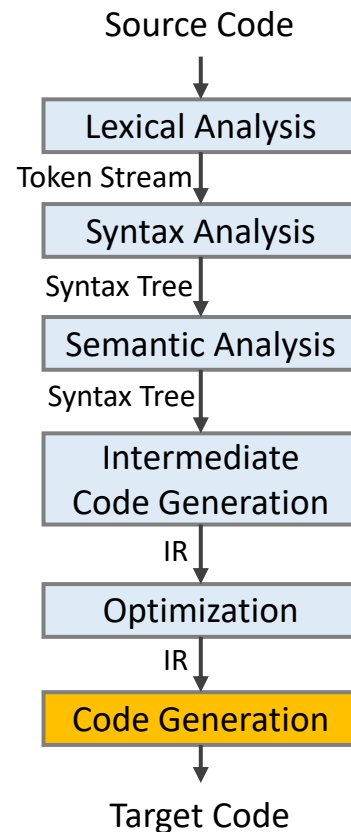 Source Code
Lexical Analysis
Token Stream
Syntax Analysis
Syntax Tree
Semantic Analysis
Syntax Tree
Intermediate
Code Generation
IR
Optimization
IR
Code Generation
Target Code